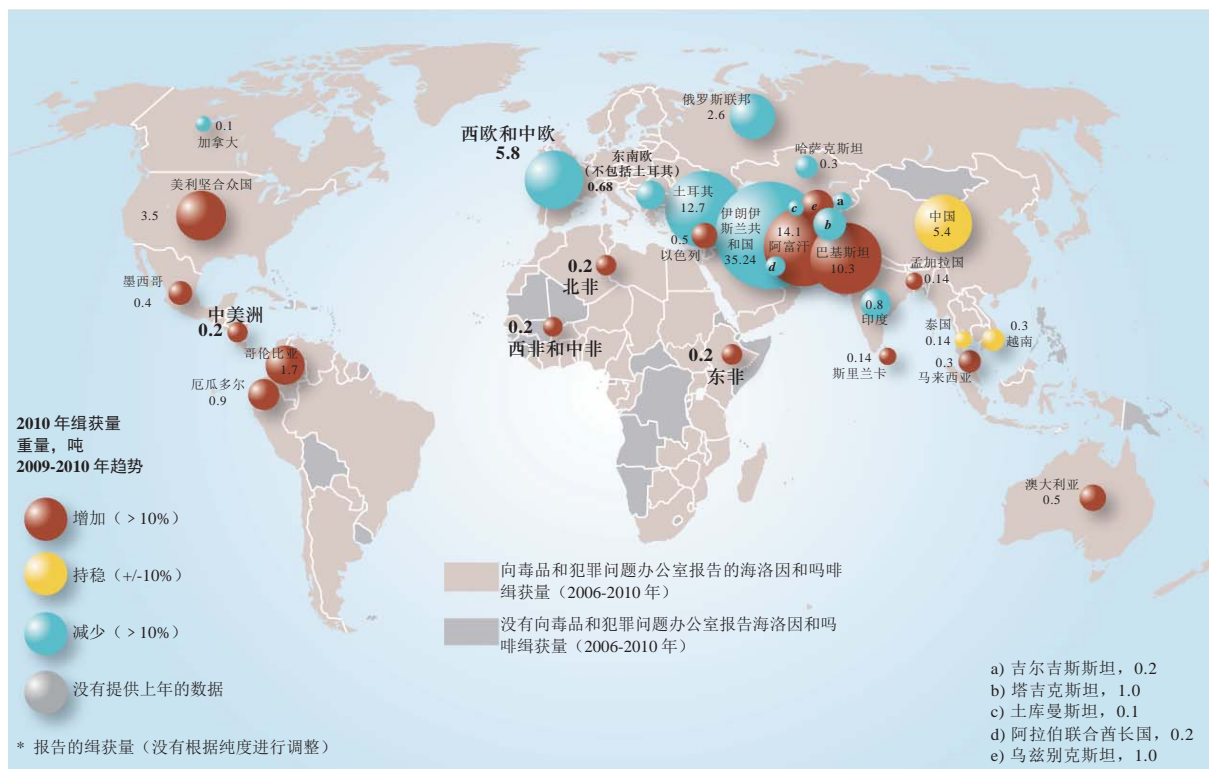 俄罗斯联邦
2.6
0.1
加拿大
西欧和中欧
5.8
哈萨克斯坦
0.3
东南欧
（不包括土耳其）
0.68
美利坚合众国
3.5
土耳其
12.7
伊朗伊
斯兰共
和国
35.24
c
e
a
b
d
14.1
阿富汗
巴基斯坦
10.3
中国
5.4
0.5
以色列
孟加拉国
0.14
墨西哥
0.4
0.2
北非
中美洲
0.2
0.2
西非和中非
0.2
东非
0.8
印度
泰国
0.14
0.3
越南
0.14
斯里兰卡
0.3
马来西亚
哥伦比亚
1.7
厄瓜多尔
0.9
澳大利亚
0.5
2010 年缉获量
重量，吨
2009-2010 年趋势
增加（﹥10%）
持稳（+/-10%）
减少（﹥10%）
没有提供上年的数据
* 报告的缉获量（没有根据纯度进行调整）
向毒品和犯罪问题办公室报告的海洛因和吗啡
缉获量（2006-2010 年）
没有向毒品和犯罪问题办公室报告海洛因和吗
啡缉获量（2006-2010 年）
a) 吉尔吉斯斯坦，0.2
b) 塔吉克斯坦，1.0
c) 土库曼斯坦，0.1
d) 阿拉伯联合酋长国，0.2
e) 乌兹别克斯坦，1.0